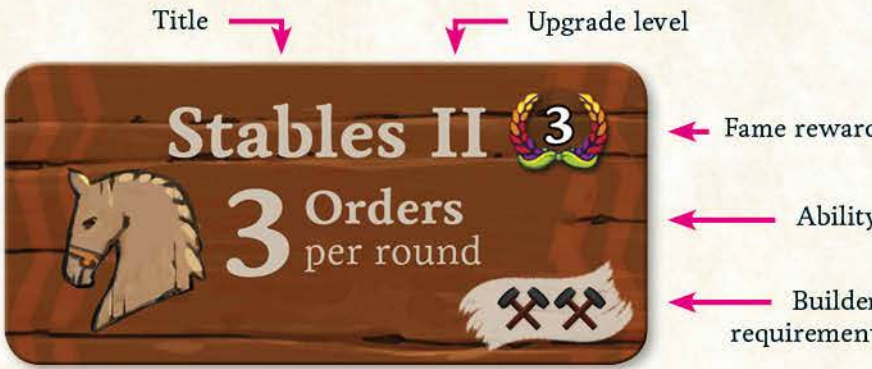 Title
Upgrade level
Stables II 3
Fame reward
3 Orders
per round
Ability
Builder
requirement